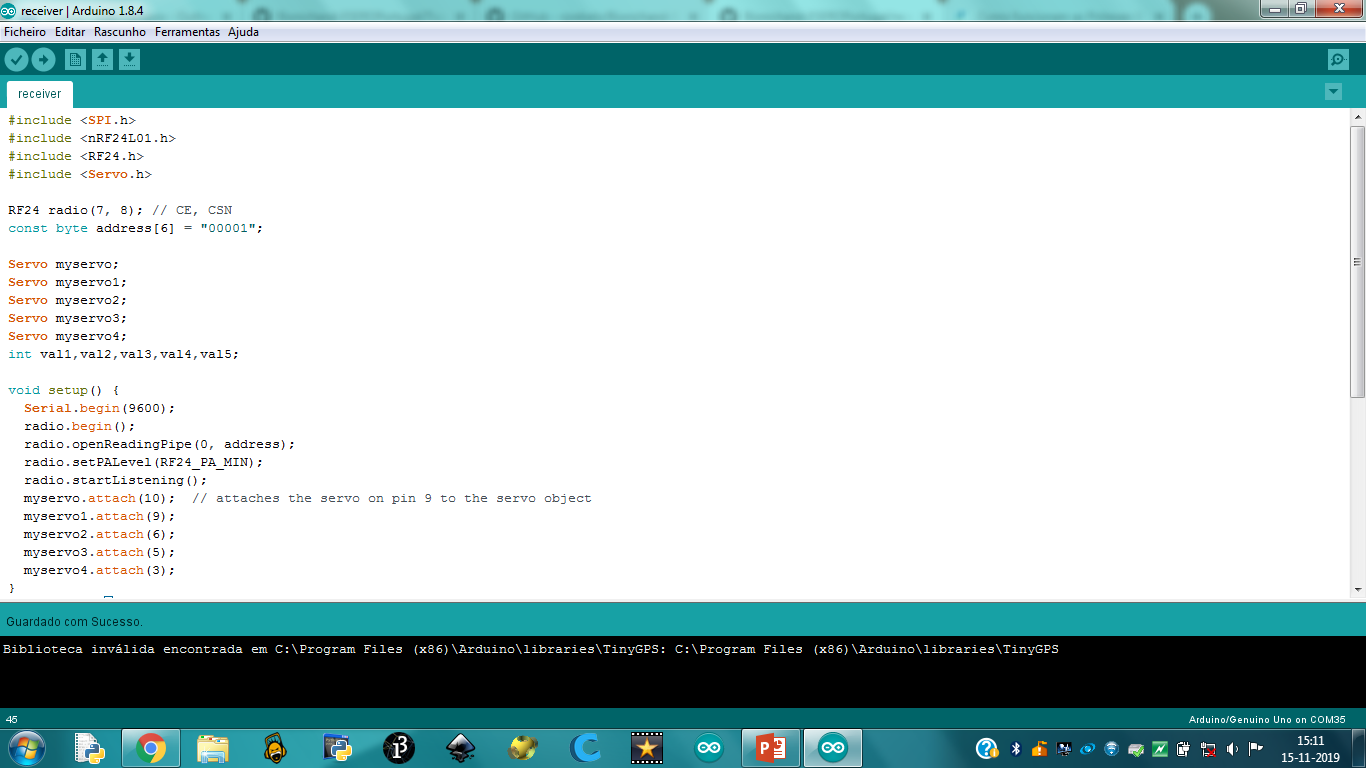 receiver | Arduino 1.8.4
Ficheiro Editar Rascunho Ferramentas Ajuda
receiver
#include <SPI.h>
#include <nRF24L01.h>
#include <RF24.h>
#include <Servo.h>
RF24 radio(7, 8); // CE, CSN
const byte address[6] = "00001";
Servo myservo;
Servo myservo1;
Servo myservo2;
Servo myservo3;
Servo myservo4;
int val1,val2,val3,val4,val5;
void setup() {
Serial.begin(9600);
radio.begin();
radio.openReadingPipe(0, address);
radio.setPALevel(RF24_PA_MIN);
radio.startListening();
myservo.attach(10); // attaches the servo on pin 9 to the servo object
myservo1.attach(9);
myservo2.attach(6);
myservo3.attach(5);
myservo4.attach(3);
}
Guardado com Sucesso.
Biblioteca inválida encontrada em C:\Program Files (x86)\Arduino\libraries\TinyGPS: C:\Program Files (x86)\Arduino\libraries\TinyGPS
45 Arduino/Genuino Uno on COM35
15:11
15-11-2019